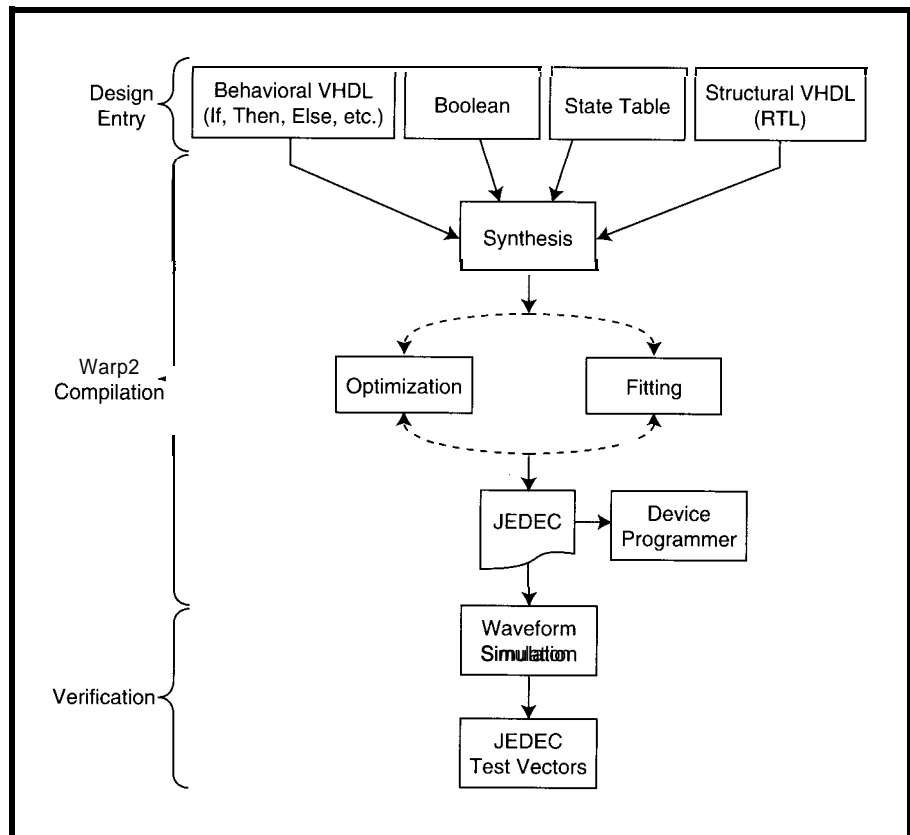 Design
Entry
Behavioral VHDL
(If, Then, Else, etc.)
Boolean
State Table
Structural VHDL
(RTL)
Synthesis
Warp2
Compilation
Optimization
Fitting
JEDEC
Device
Programmer
Waveform
Simulation
Verification
JEDEC
Test Vectors